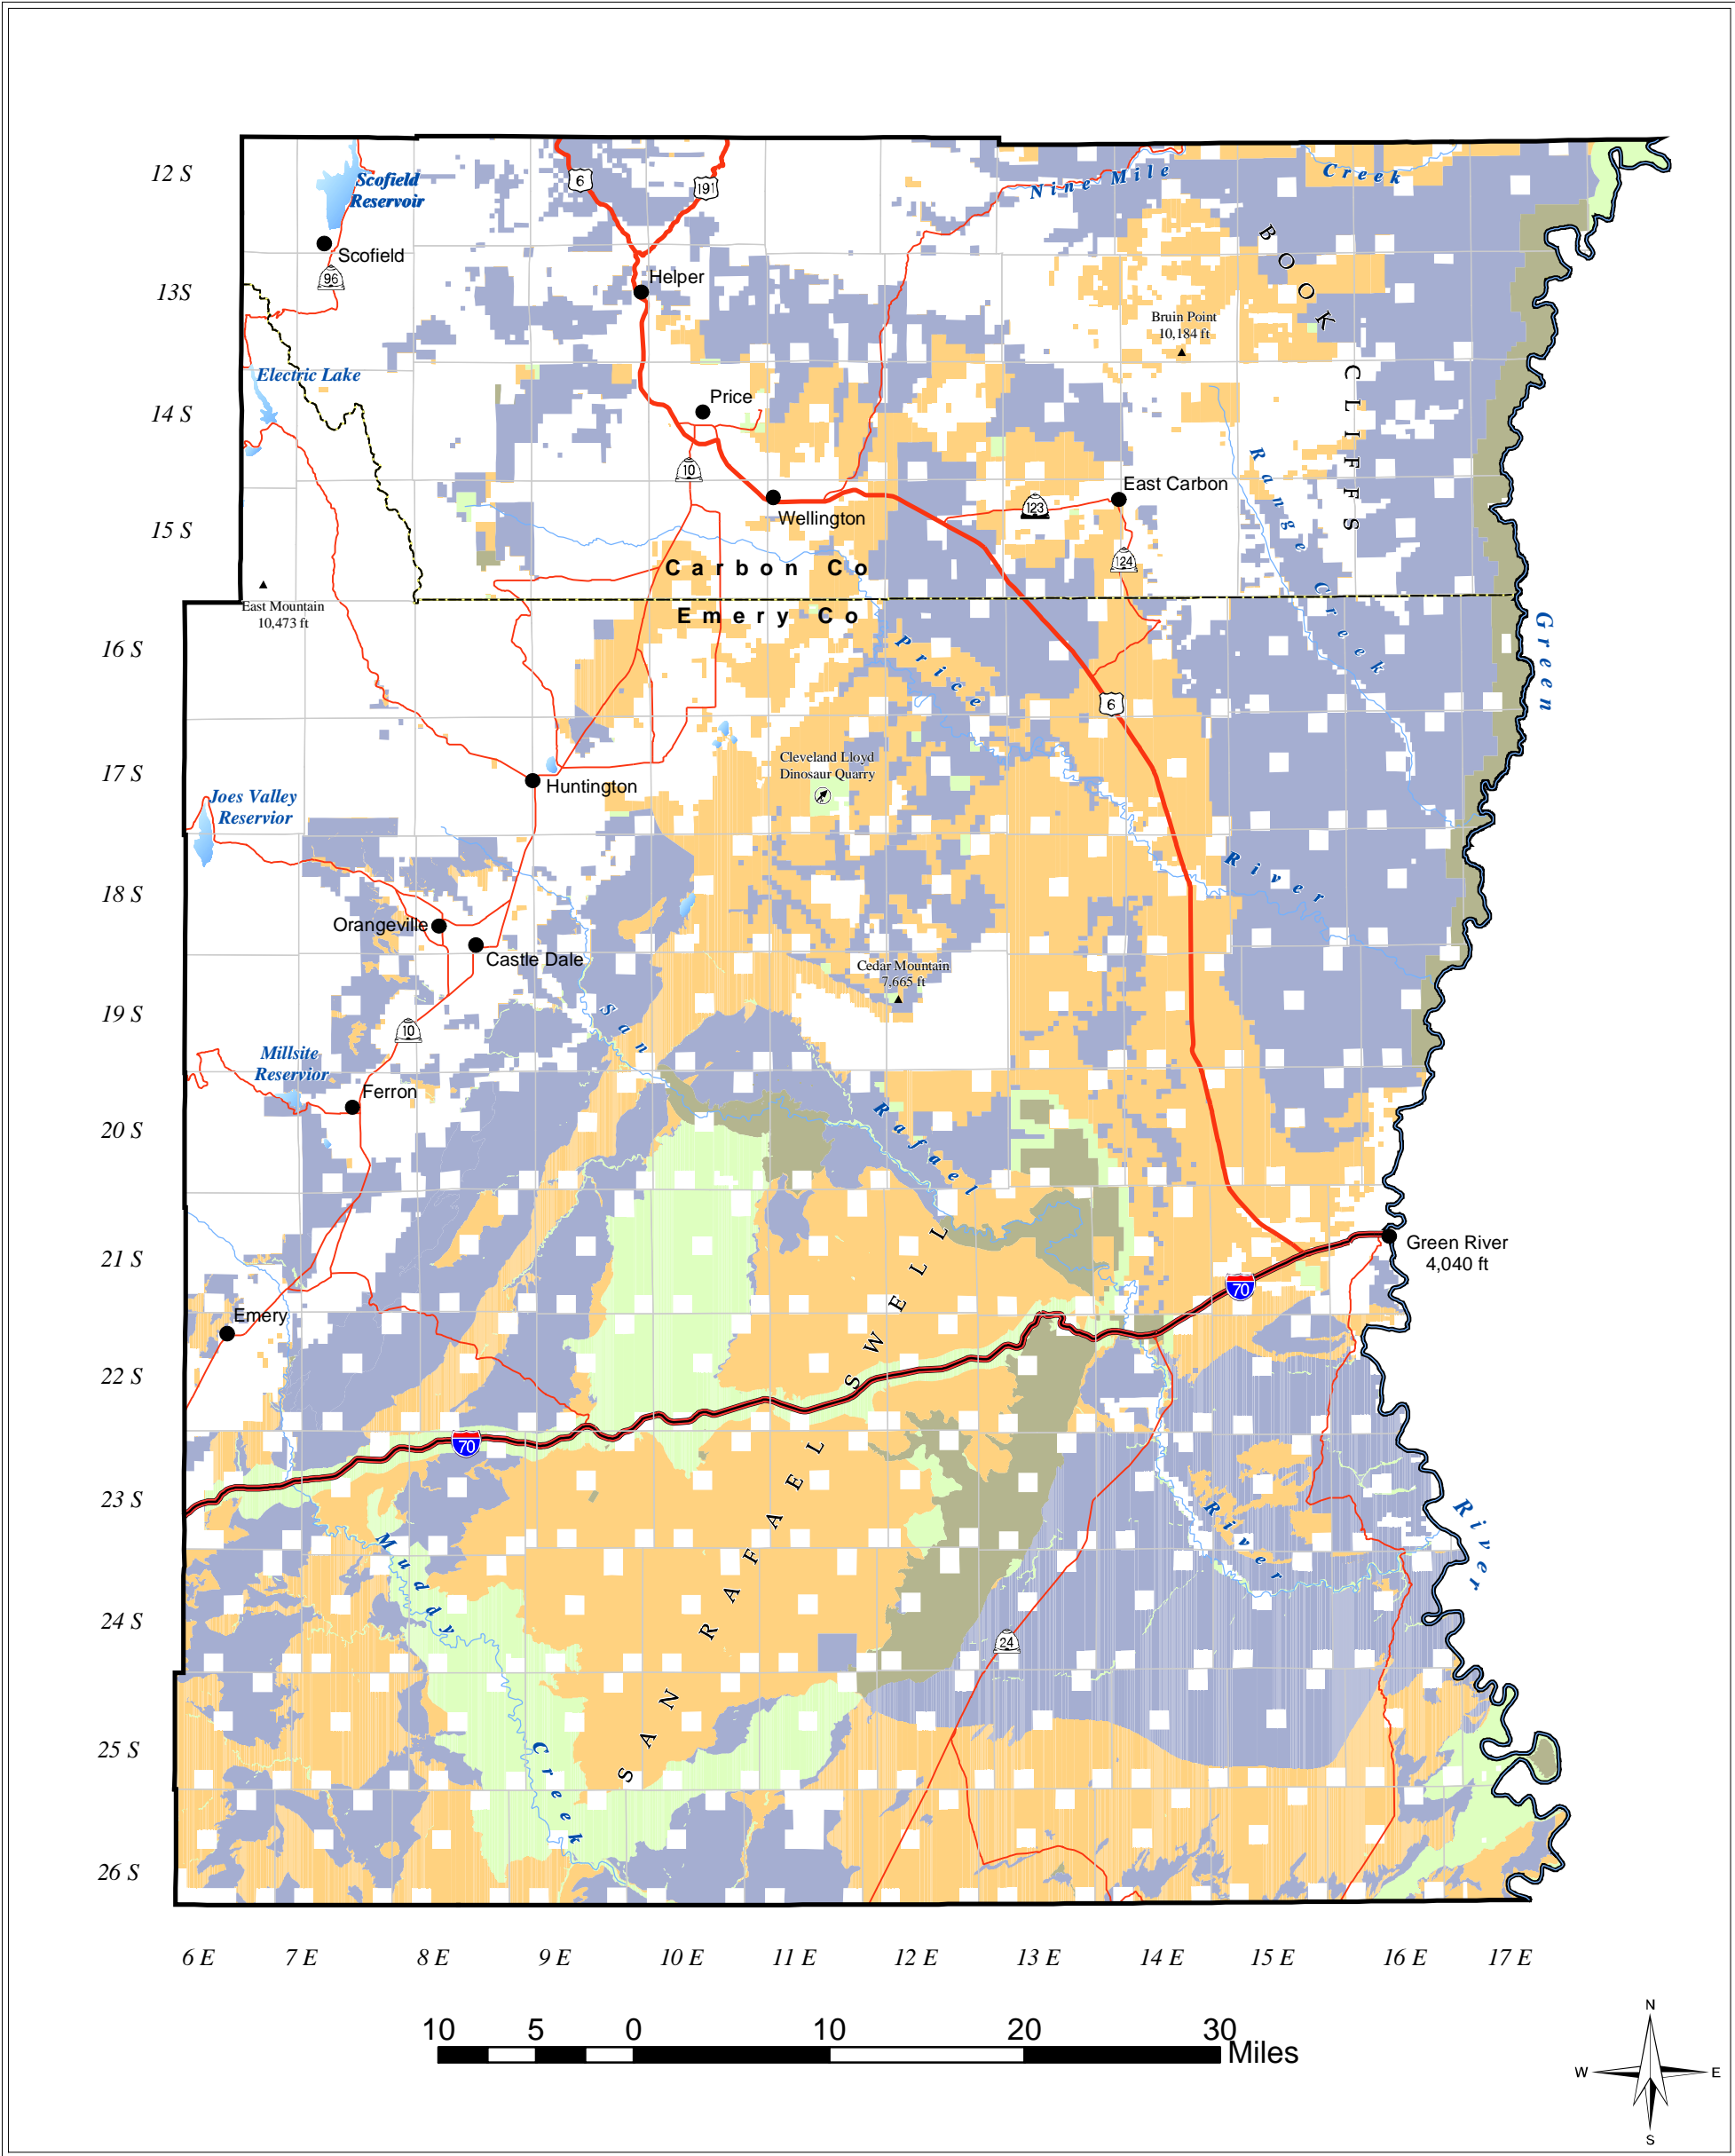 12 S
13S
14 S
15 S
16 S
17 S
18 S
19 S
20 S
21 S
22 S
23 S
24 S
25 S
26 S
Scofield
Reservoir
6
191
Nine Mile
Creek
Scofield
96
Helper
BOOK
CLIFFS
Bruin Point
10,184 ft
Electric Lake
Price
10
Wellington
East Carbon
123
124
Range
Creek
Carbon Co
Emery Co
East Mountain
10,473 ft
Price
River
6
Green
River
Cleveland Lloyd
Dinosaur Quarry
Huntington
Joes Valley
Reservior
Orangeville
Castle Dale
Cedar Mountain
7,665 ft
San
Rafael
River
10
Millsite
Reservior
Ferron
Green River
4,040 ft
70
Emery
SAN RAFAEL SWELL
70
Muddy
Creek
24
6 E
7 E
8 E
9 E
10 E
11 E
12 E
13 E
14 E
15 E
16 E
17 E
10 5 0 10 20 30
Miles
N
W
E
S